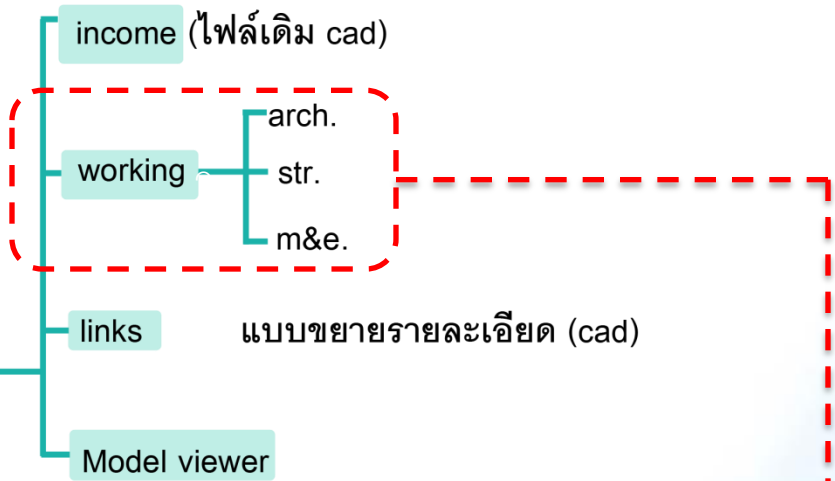 income (ไฟล์เดิม cad)
arch.
working
str.
m&e.
links
แบบขยายรายละเอียด (cad)
Model viewer